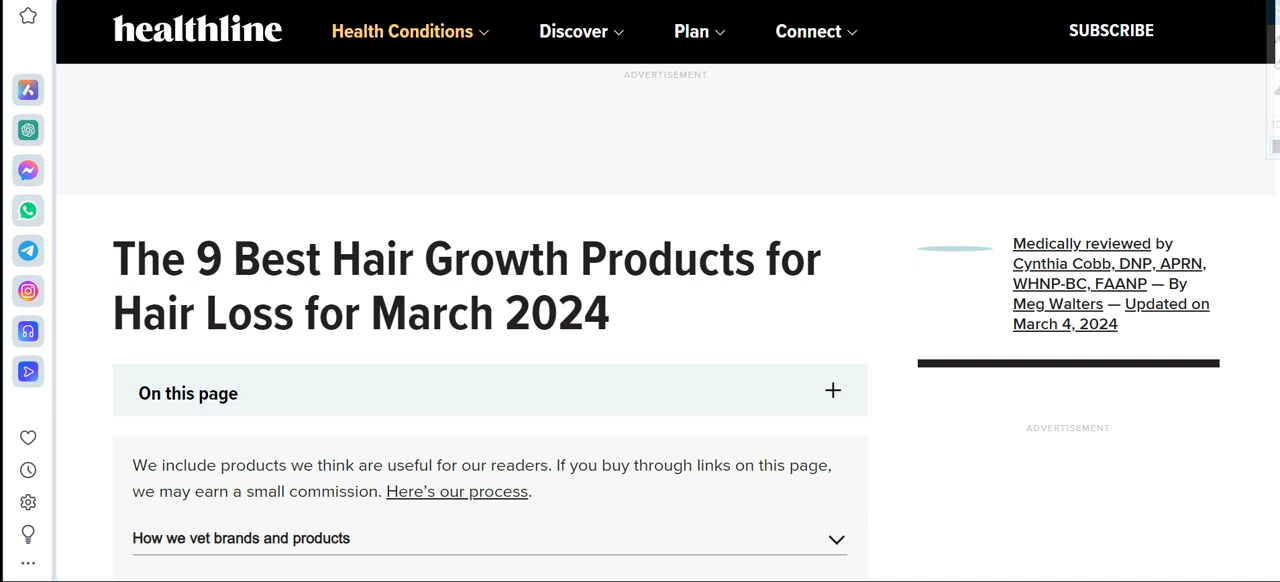 healthline
Health Conditions
Discover
Plan
Connect
SUBSCRIBE
ADVERTISEMENT
The 9 Best Hair Growth Products for
Hair Loss for March 2024
Medically reviewed by
Cynthia Cobb, DNP, APRN,
WHNP-BC, FAANP — By
Meg Walters — Updated on
March 4, 2024
On this page
ADVERTISEMENT
We include products we think are useful for our readers. If you buy through links on this page,
we may earn a small commission. Here’s our process.
How we vet brands and products